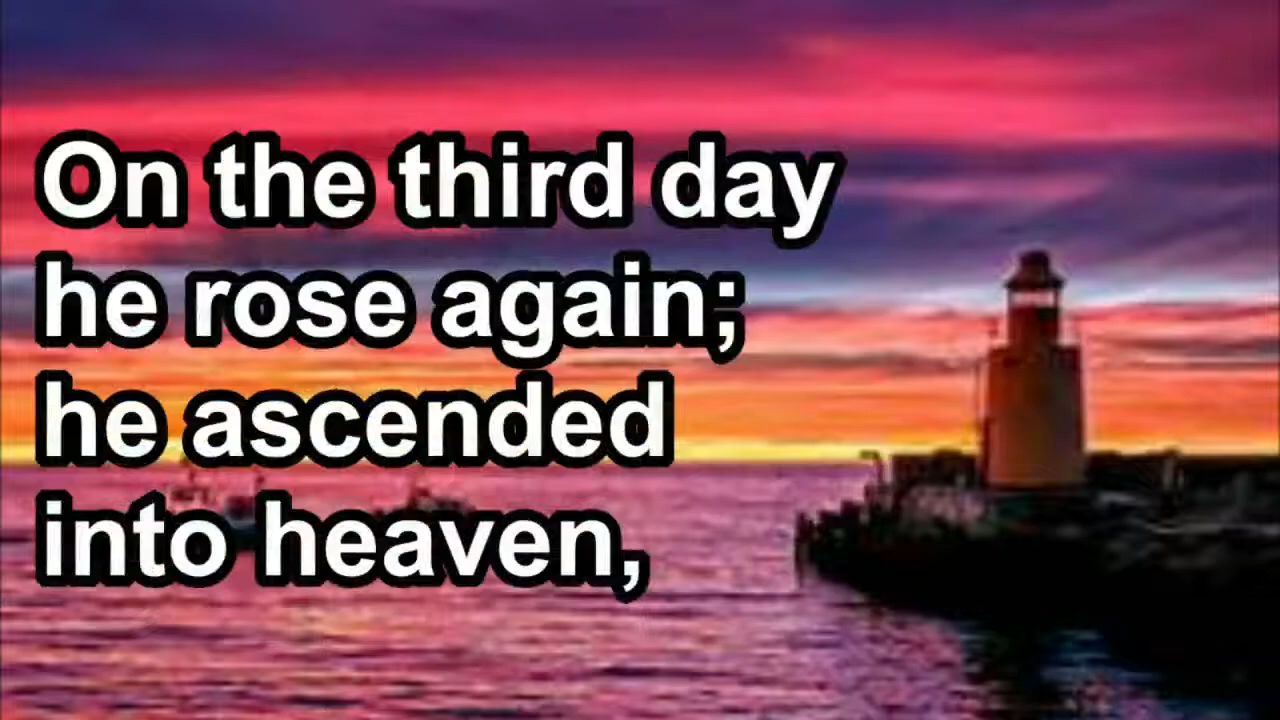 On the third day
he rose again;
he ascended
into heaven,